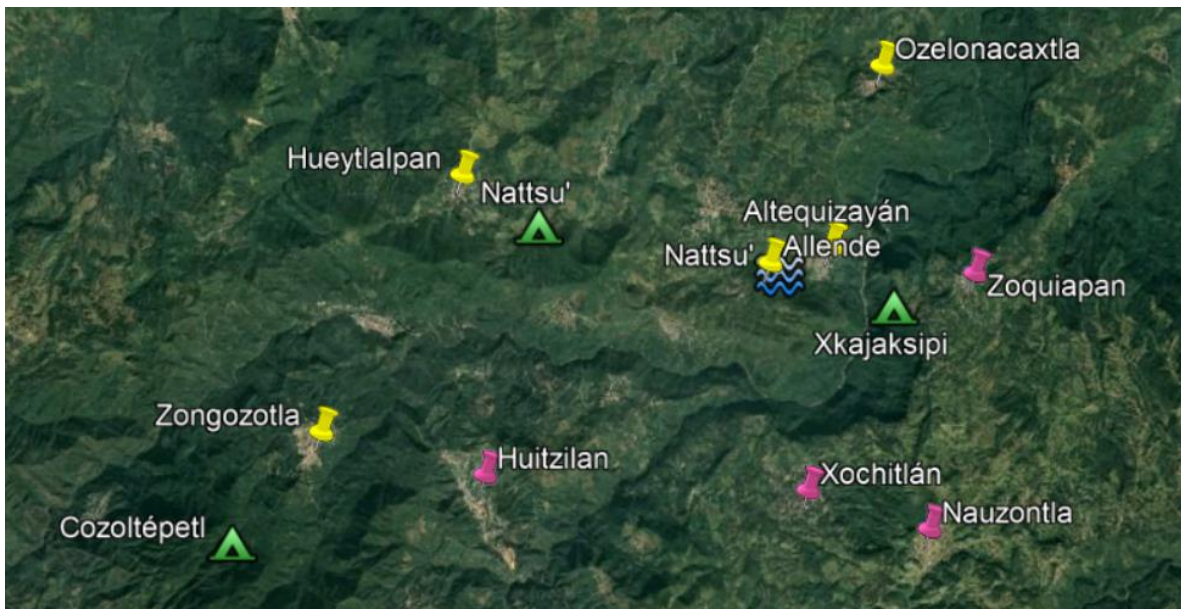 Ozelonacaxtla
Hueytlalpan
Nattsu'
Altequizayán
Nattsu'
Allende
Zoquiapan
Xkajaksipi
Zongozotla
Huitzilan
Xochitlán
Nauzontla
Cozoltépetl